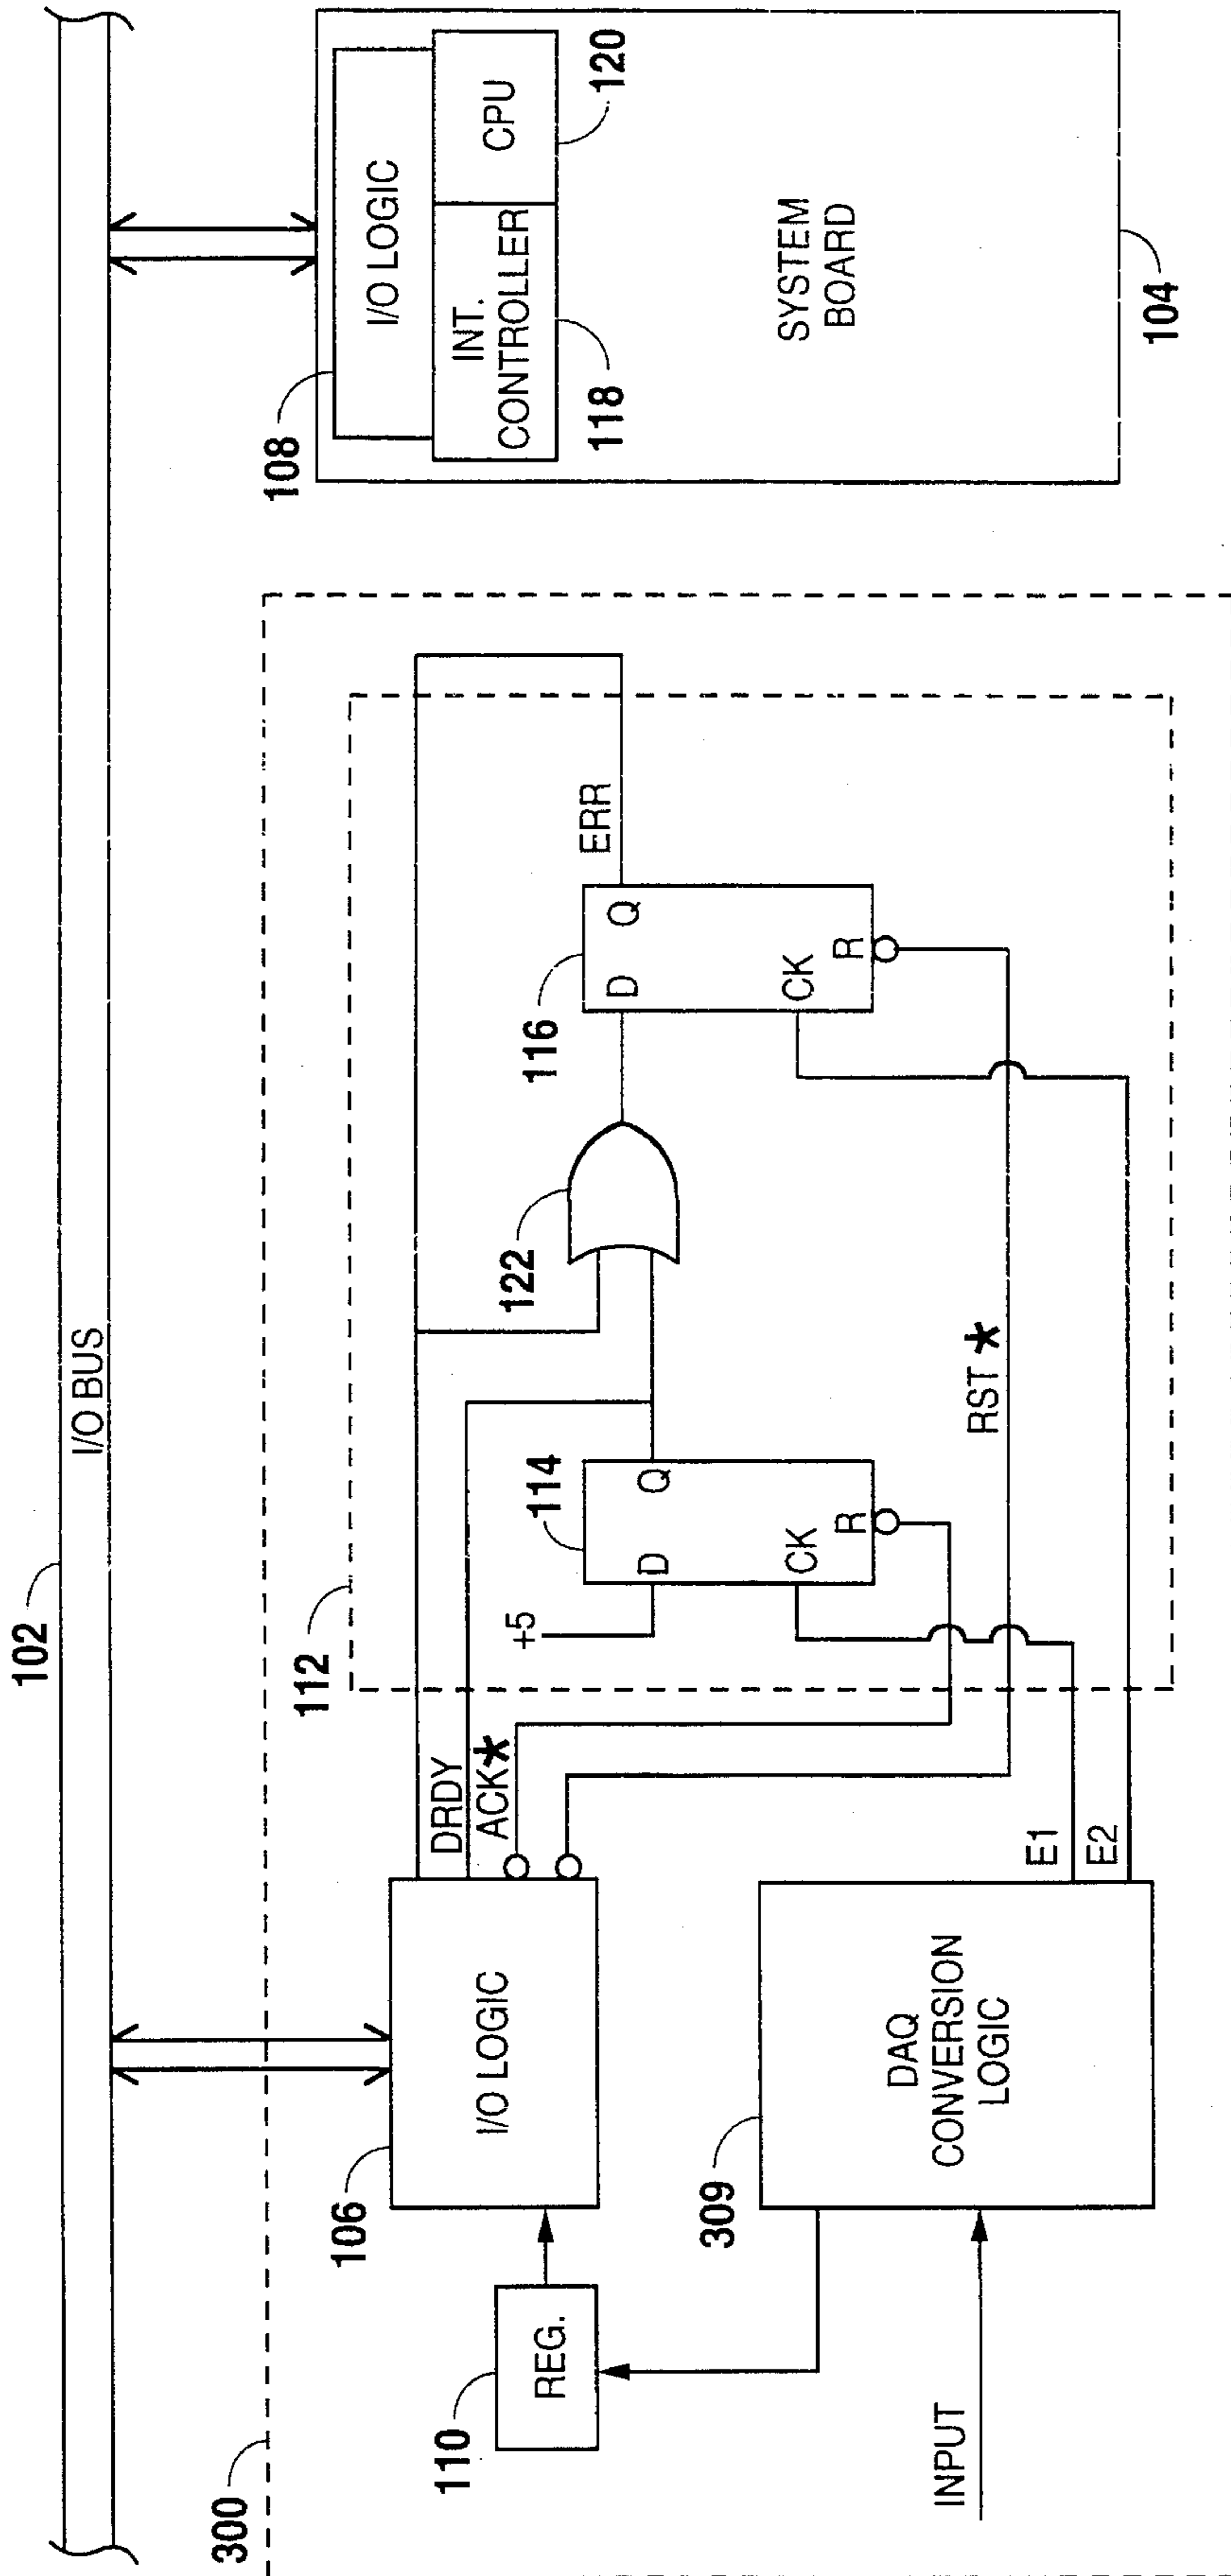 102
I/O BUS
300
112
108
I/O LOGIC
INT.
CONTROLLER
CPU
118
120
SYSTEM
BOARD
104
106
I/O LOGIC
DRDY
ACK*
110
REG.
+5
114
D
Q
CK
R
122
116
D
Q
CK
R
ERR
RST *
309
DAQ
CONVERSION
LOGIC
E1
E2
INPUT